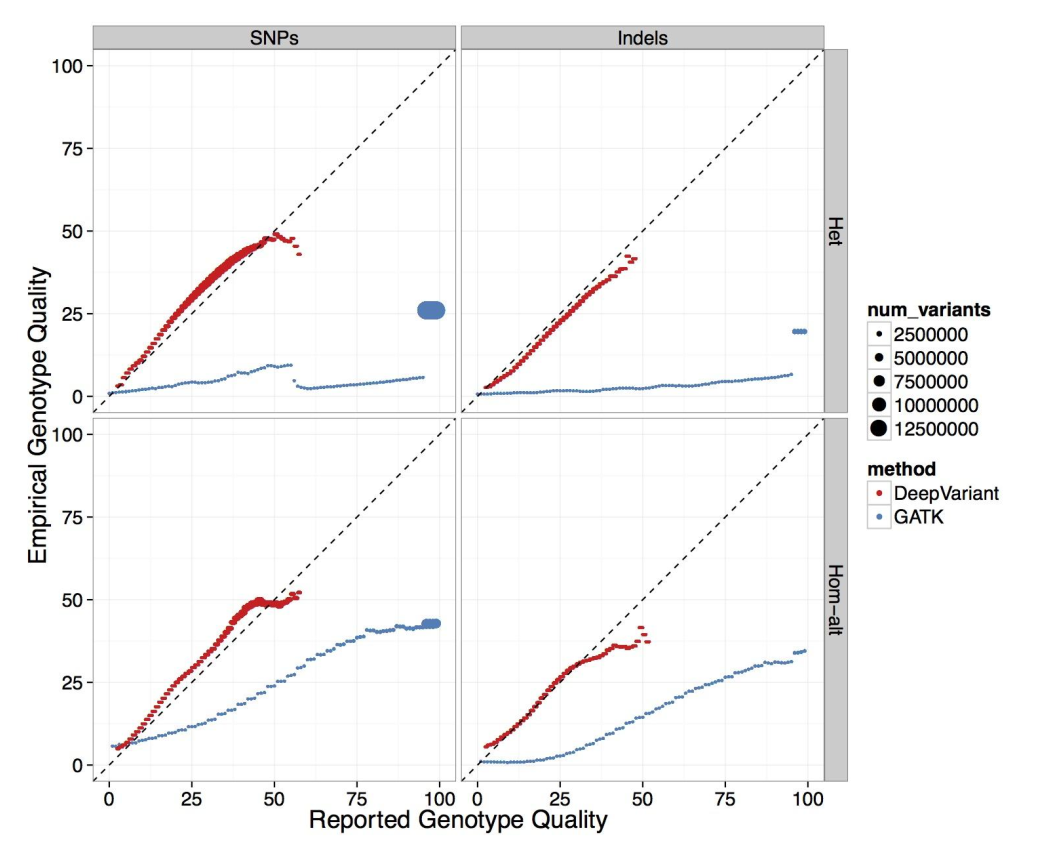 SNPs
Indels
100
75
50
25
0
Het
100
75
50
25
0
Hom-alt
0 25 50 75 100
0 25 50 75 100
Reported Genotype Quality
Empirical Genotype Quality
num_variants
2500000
5000000
7500000
10000000
12500000
method
DeepVariant
GATK